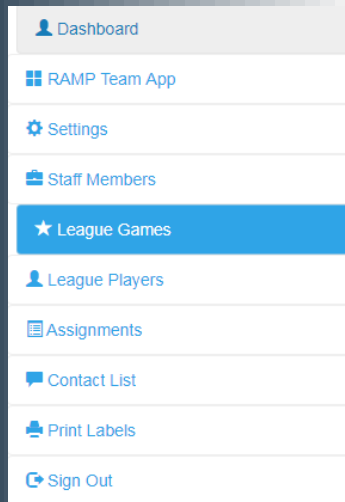 Dashboard
RAMP Team App
Settings
Staff Members
League Games
League Players
Assignments
Contact List
Print Labels
Sign Out